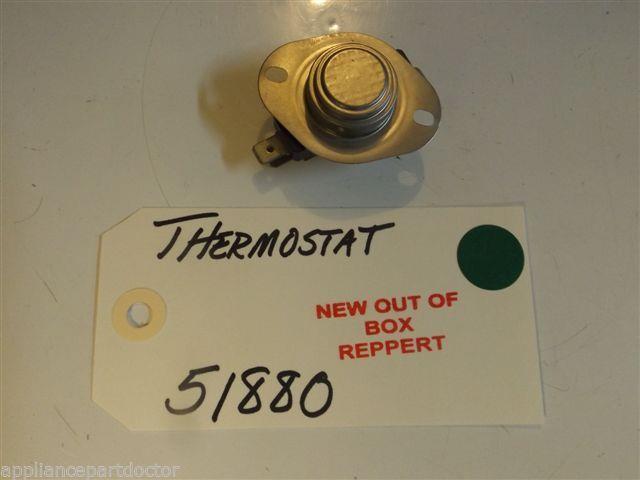 THERMOSTAT
NEW OUT OF
BOX
REPPERT
51880
appliancepartdoctor